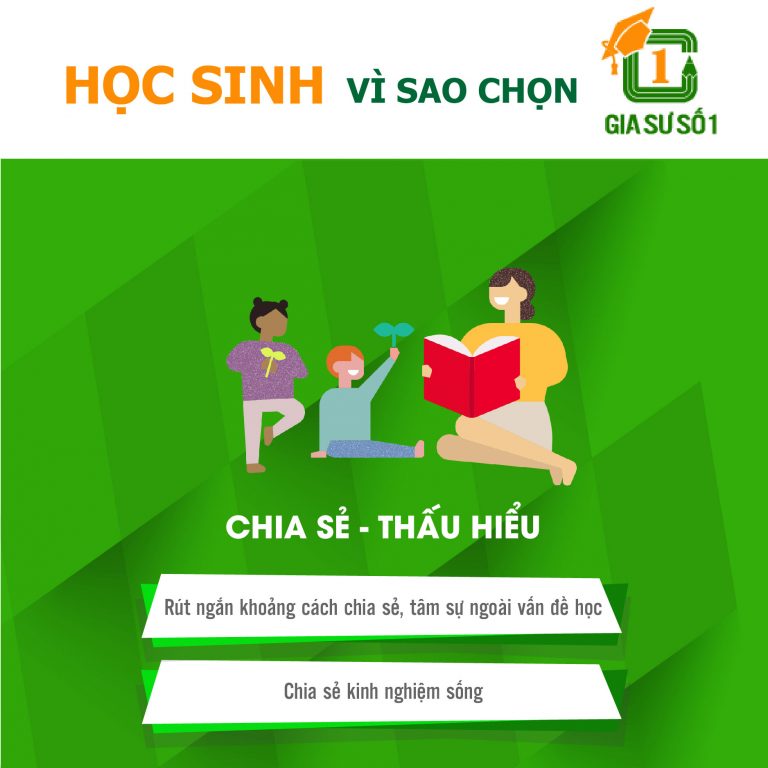 HỌC SINH VÌ SAO CHỌN
1
GIA SƯ SỐ 1
CHIA SẺ - THẤU HIỂU
Rút ngắn khoảng cách chia sẻ, tâm sự ngoài vấn đề học
Chia sẻ kinh nghiệm sống